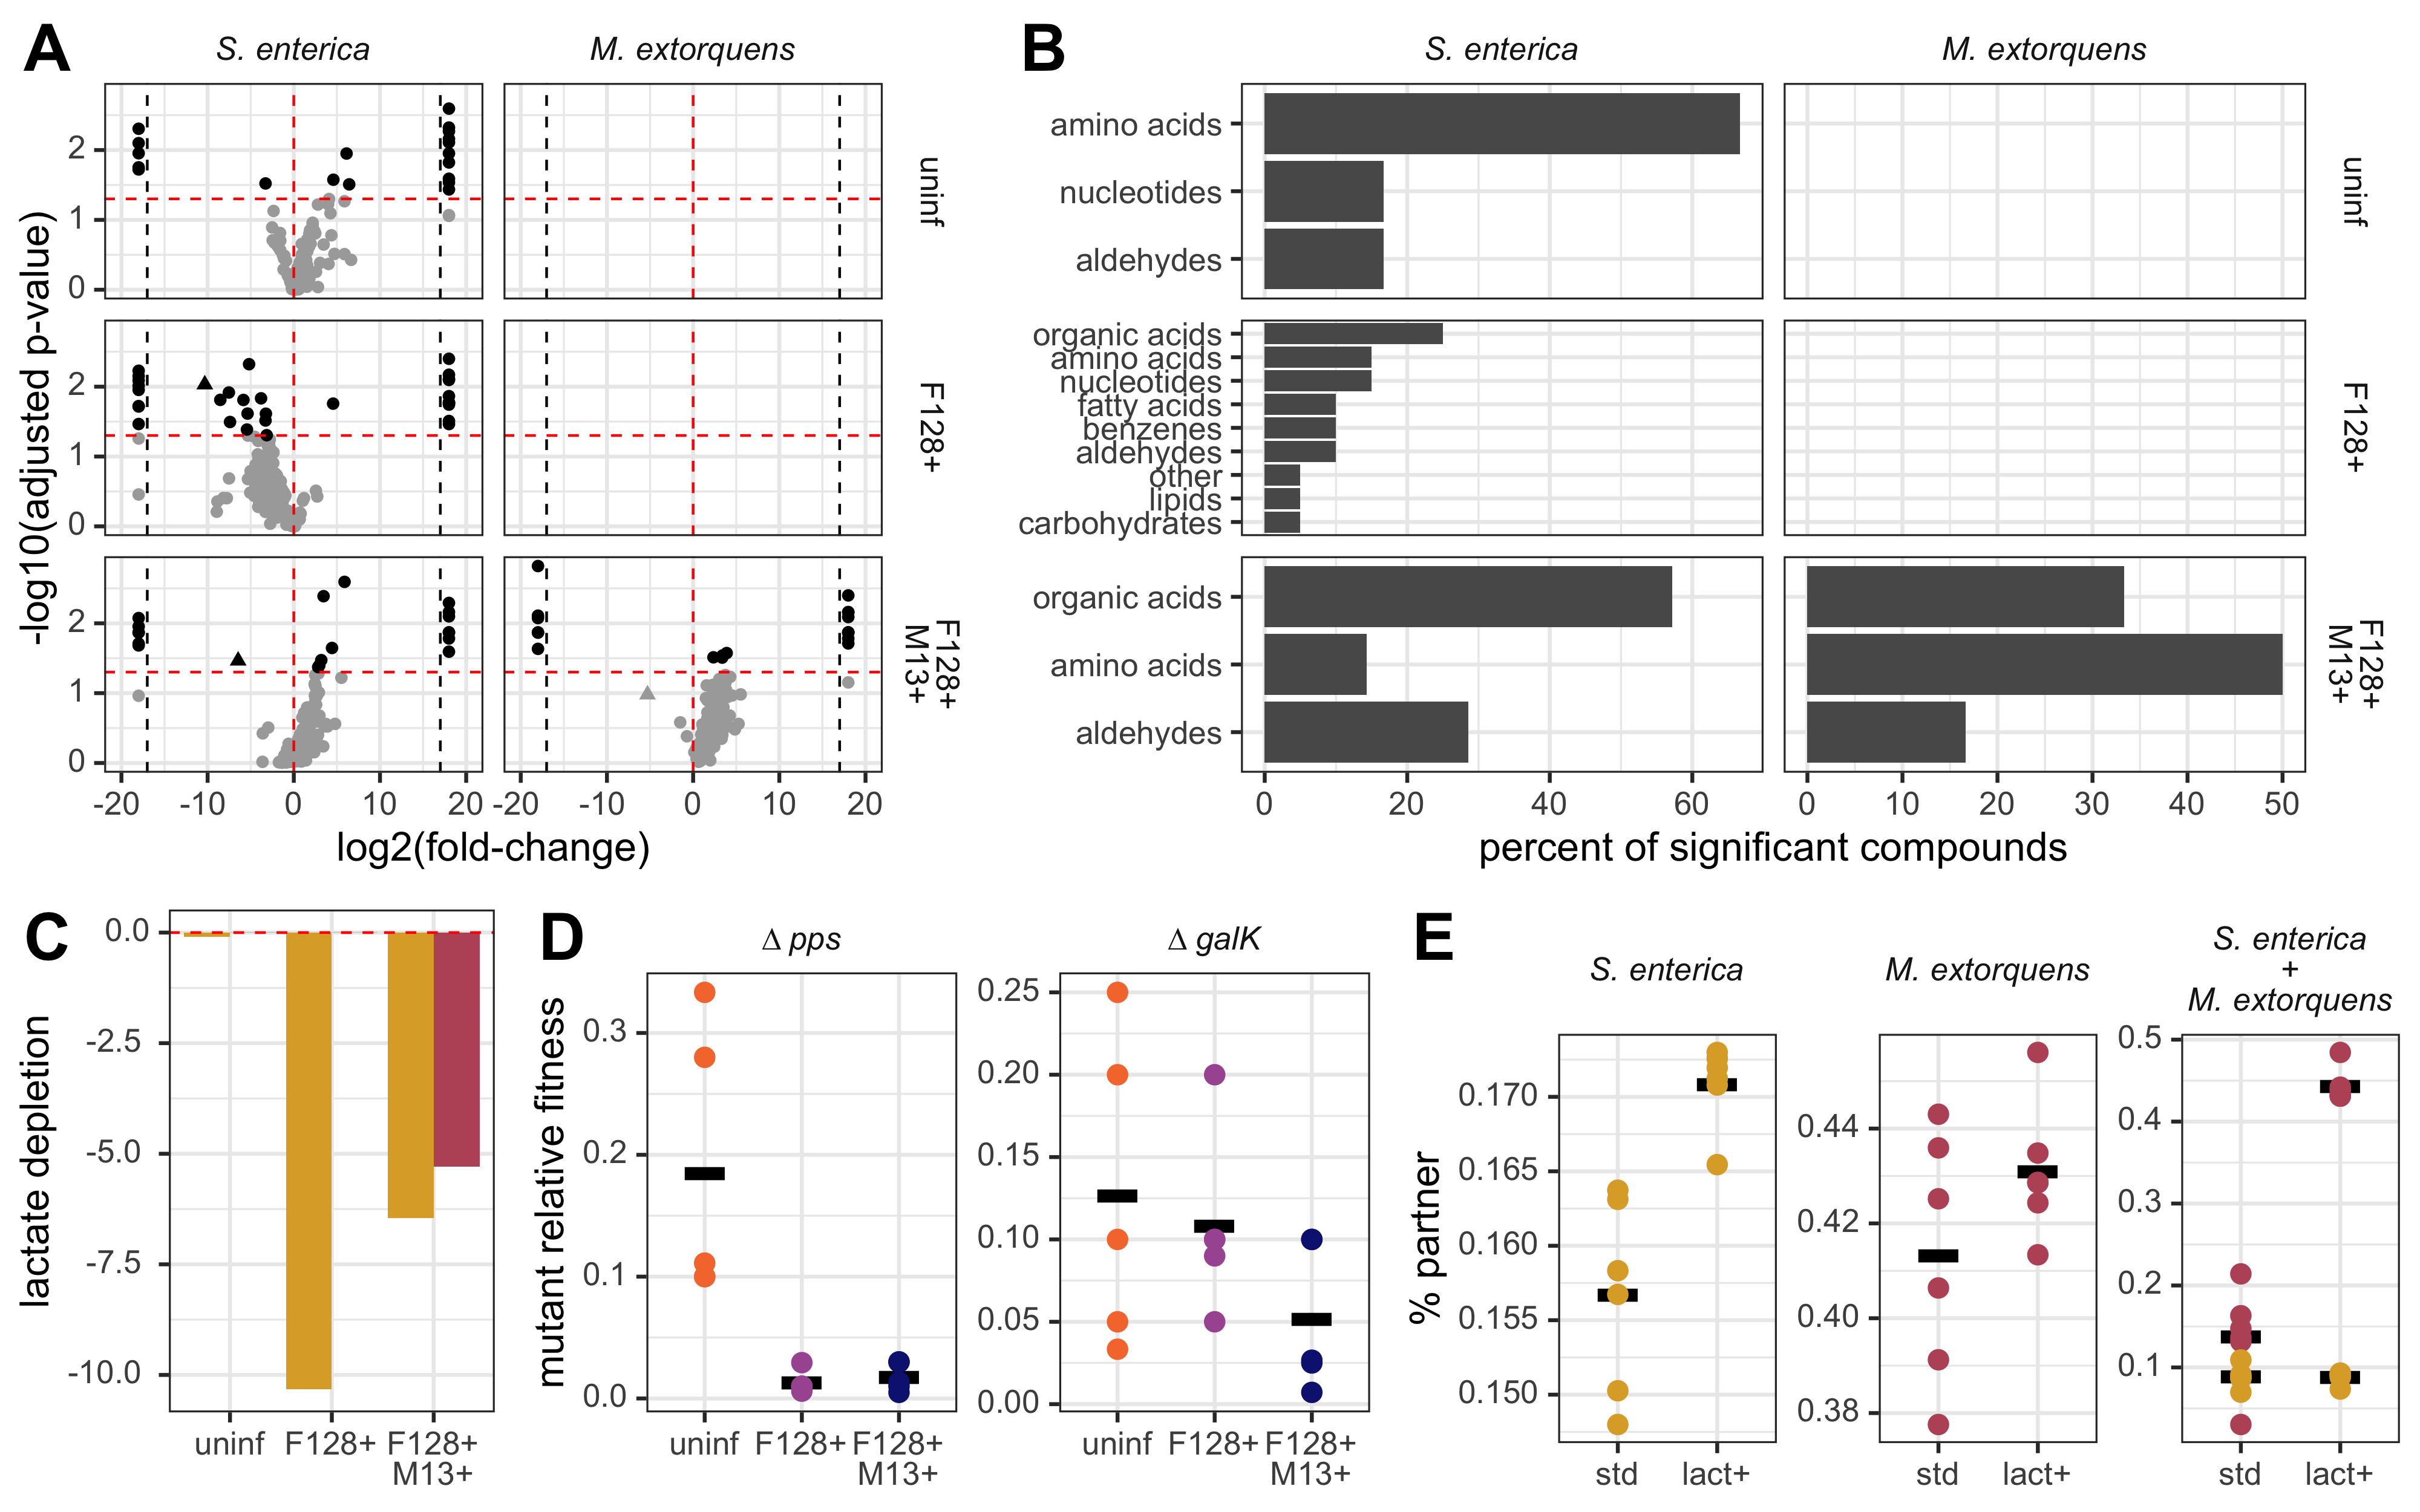 A
S. enterica
M. extorquens
-log10(adjusted p-value)
2
1
0
uninf
2
1
0
F128+
2
1
0
F128+
M13+
-20 -10 0 10 20 -20 -10 0 10 20
log2(fold-change)
B
S. enterica
M. extorquens
amino acids
nucleotides
aldehydes
uninf
organic acids
amino acids
nucleotides
fatty acids
benzenes
aldehydes
other
lipids
carbohydrates
F128+
organic acids
amino acids
aldehydes
F128+
M13+
0 20 40 60 0 10 20 30 40 50
percent of significant compounds
C
lactate depletion
0.0
-2.5
-5.0
-7.5
-10.0
uninf F128+ F128+
M13+
D
mutant relative fitness
Δ pps
0.3
0.2
0.1
0.0
uninf F128+ F128+
M13+
Δ galK
0.25
0.20
0.15
0.10
0.05
0.00
uninf F128+ F128+
M13+
E
% partner
S. enterica
0.170
0.165
0.160
0.155
0.150
std lact+
M. extorquens
0.44
0.42
0.40
0.38
std lact+
S. enterica
+
M. extorquens
0.5
0.4
0.3
0.2
0.1
std lact+